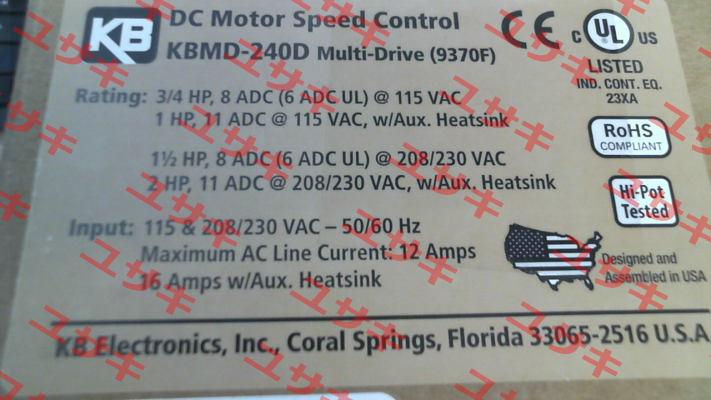 KB
DC Motor Speed Control
KBMD-240D Multi-Drive (9370F)
CE
C UL US
LISTED
IND. CONT. EQ.
23XA
Rating: 3/4 HP, 8 ADC (6 ADC UL) @ 115 VAC
1 HP, 11 ADC @ 115 VAC, w/Aux. Heatsink
1½ HP, 8 ADC (6 ADC UL) @ 208/230 VAC
2 HP, 11 ADC @ 208/230 VAC, w/Aux. Heatsink
RoHS
COMPLIANT
Hi-Pot
Tested
Input: 115 & 208/230 VAC – 50/60 Hz
Maximum AC Line Current: 12 Amps
16 Amps w/Aux. Heatsink
Designed and
Assembled in USA
KB Electronics, Inc., Coral Springs, Florida 33065-2516 U.S.A
ユサキ